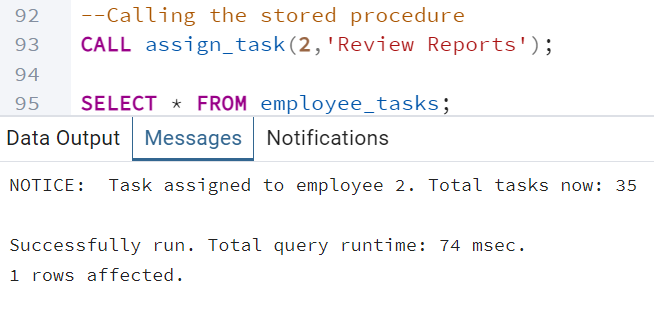 92 --Calling the stored procedure
93 CALL assign_task(2,'Review Reports');
94
95 SELECT * FROM employee_tasks;
Data Output Messages Notifications
NOTICE:  Task assigned to employee 2. Total tasks now: 35
Successfully run. Total query runtime: 74 msec.
1 rows affected.